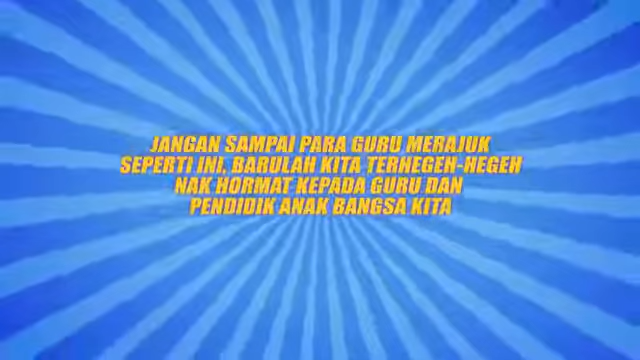 JANGAN SAMPAI PARA GURU MERAJUK
SEPERTI INI, BARULAH KITA TERNEGEH-HEGEH
NAK HORMAT KEPADA GURU DAN
PENDIDIK ANAK BANGSA KITA